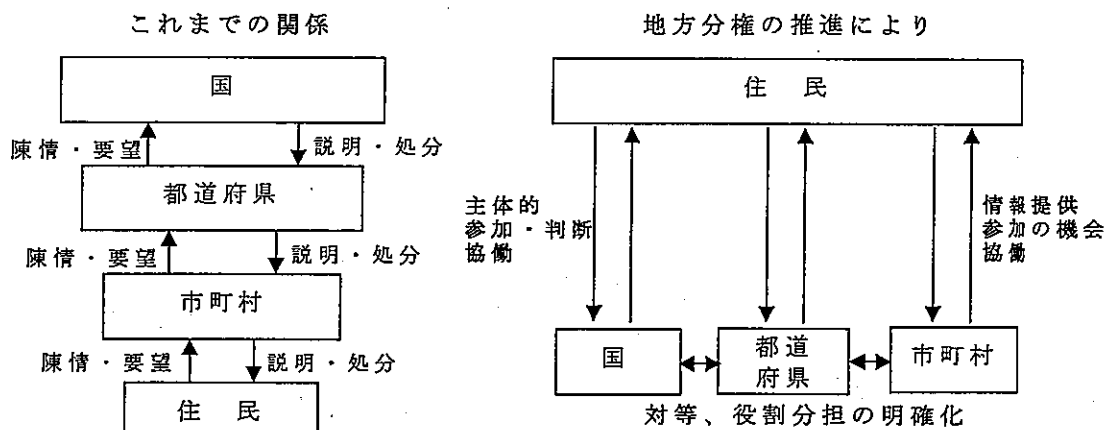 これまでの関係
国
陳情・要望
説明・処分
都道府県
陳情・要望
説明・処分
市町村
陳情・要望
説明・処分
住 民
地方分権の推進により
住 民
主体的
参加・判断
協働
情報提供
参加の機会
協働
国
都道
府県
市町村
対等、役割分担の明確化